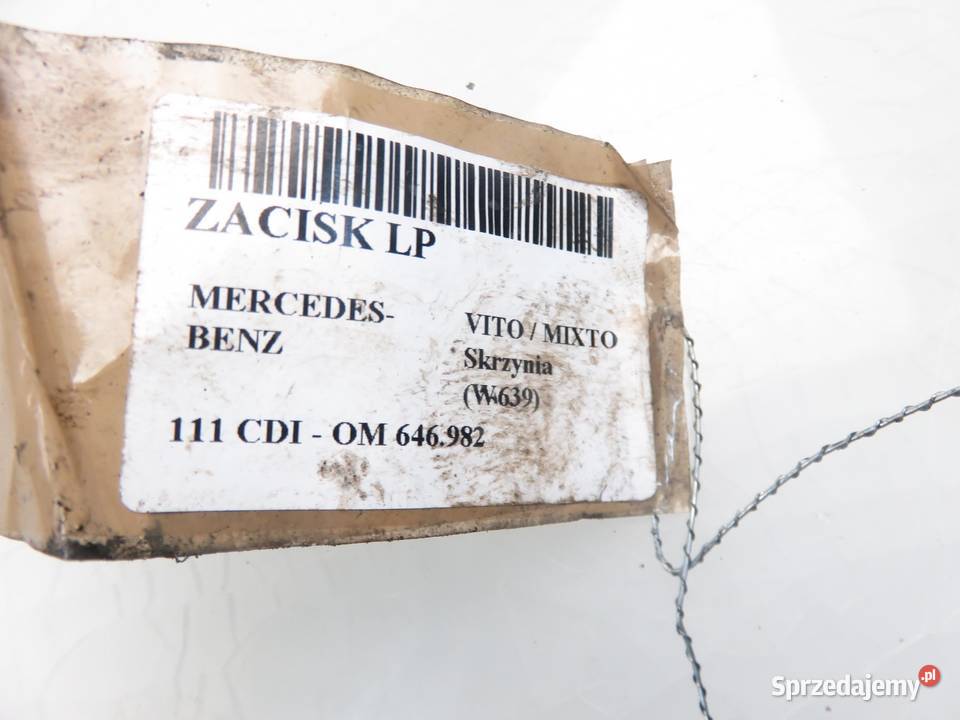 ZACISK LP
MERCEDES-
BENZ
VITO / MIXTO
Skrzynia
(W639)
111 CDI - OM 646.982
Sprzedajemy.pl